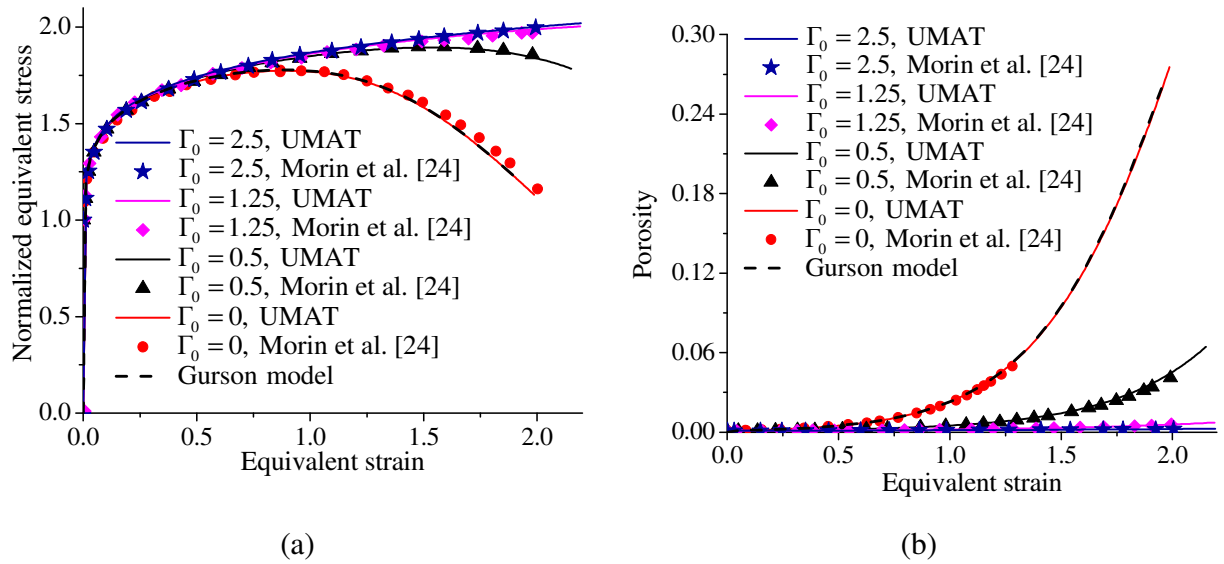 Normalized equivalent stress
2.0
1.5
1.0
0.5
0.0
Γ₀ = 2.5, UMAT
Γ₀ = 2.5, Morin et al. [24]
Γ₀ = 1.25, UMAT
Γ₀ = 1.25, Morin et al. [24]
Γ₀ = 0.5, UMAT
Γ₀ = 0.5, Morin et al. [24]
Γ₀ = 0, UMAT
Γ₀ = 0, Morin et al. [24]
Gurson model
0.0 0.5 1.0 1.5 2.0
Equivalent strain
(a)
Porosity
0.30
0.24
0.18
0.12
0.06
0.00
Γ₀ = 2.5, UMAT
Γ₀ = 2.5, Morin et al. [24]
Γ₀ = 1.25, UMAT
Γ₀ = 1.25, Morin et al. [24]
Γ₀ = 0.5, UMAT
Γ₀ = 0.5, Morin et al. [24]
Γ₀ = 0, UMAT
Γ₀ = 0, Morin et al. [24]
Gurson model
0.0 0.5 1.0 1.5 2.0
Equivalent strain
(b)